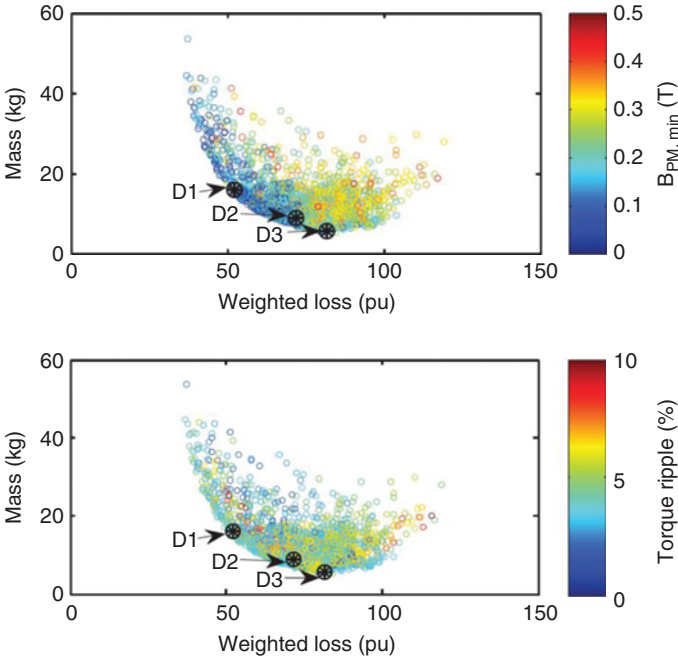 60
40
20
0
Mass (kg)
D1
D2
D3
0
50
100
150
Weighted loss (pu)
0.5
0.4
0.3
0.2
0.1
0
B_PM, min (T)
60
40
20
0
Mass (kg)
D1
D2
D3
0
50
100
150
Weighted loss (pu)
10
5
0
Torque ripple (%)